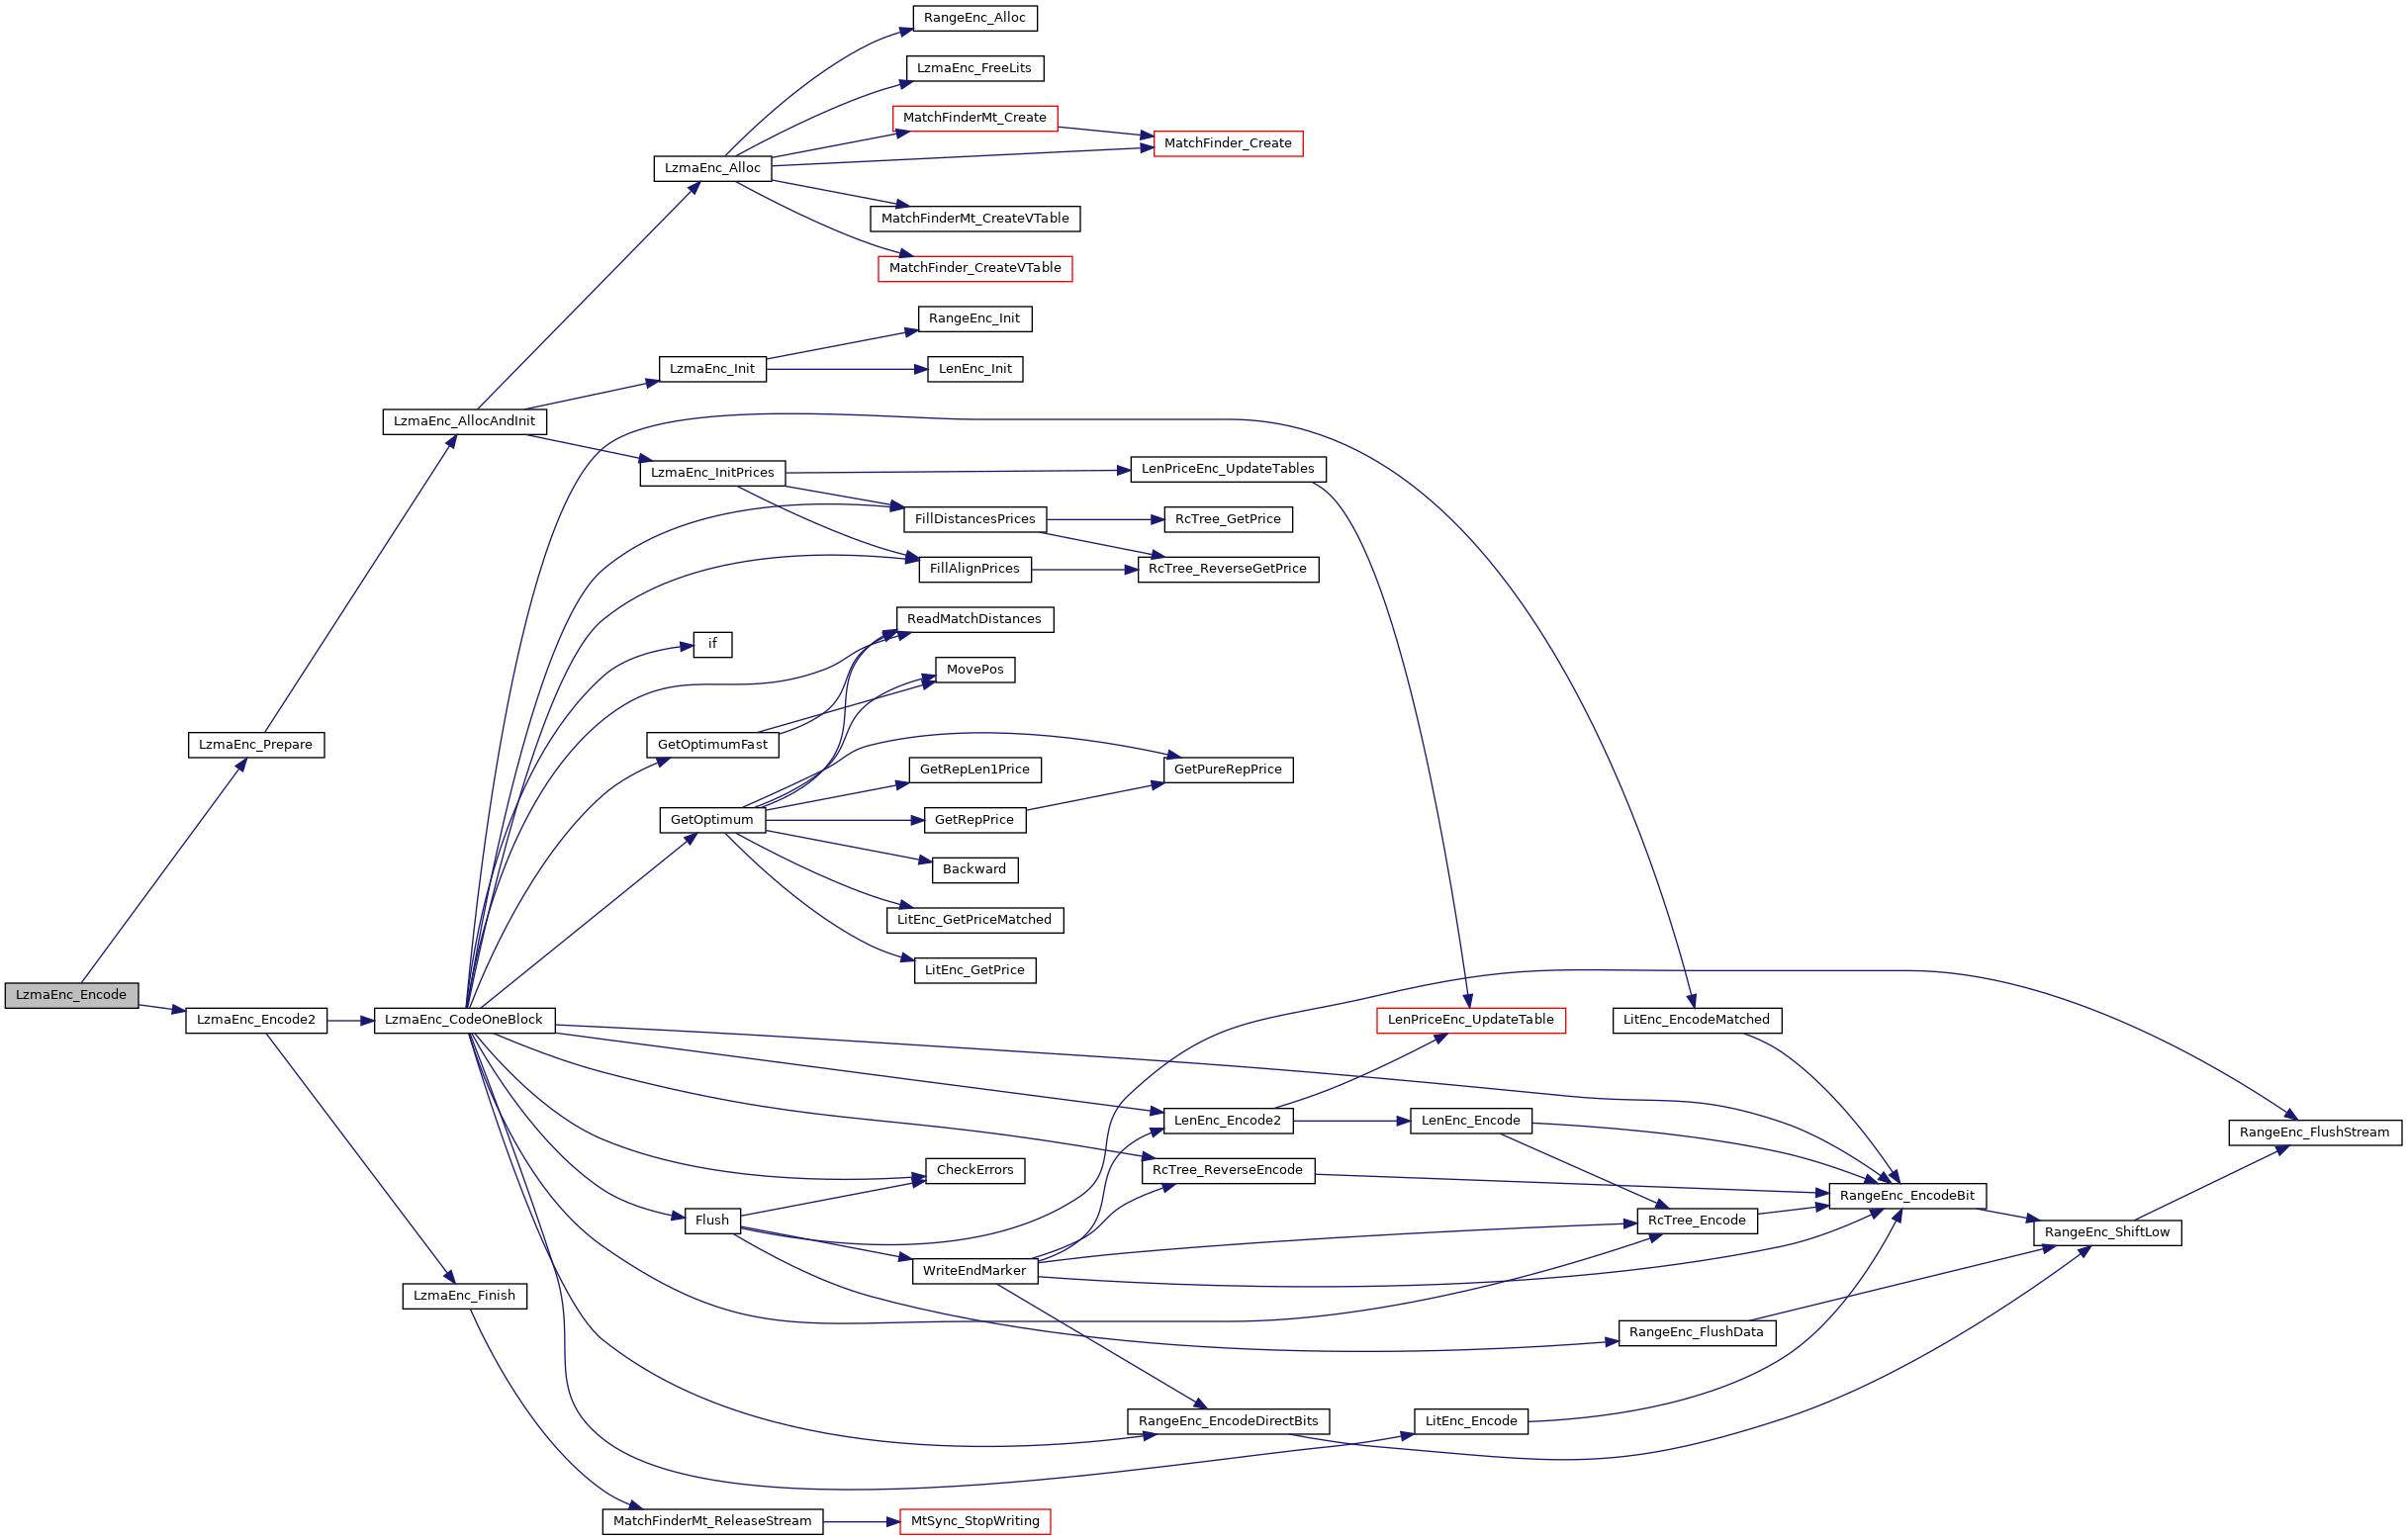 RangeEnc_Alloc
LzmaEnc_FreeLits
MatchFinderMt_Create
MatchFinder_Create
LzmaEnc_Alloc
MatchFinderMt_CreateVTable
MatchFinder_CreateVTable
RangeEnc_Init
LzmaEnc_Init
LenEnc_Init
LzmaEnc_AllocAndInit
LzmaEnc_InitPrices
LenPriceEnc_UpdateTables
FillDistancesPrices
RcTree_GetPrice
FillAlignPrices
RcTree_ReverseGetPrice
ReadMatchDistances
if
MovePos
LzmaEnc_Prepare
GetOptimumFast
GetRepLen1Price
GetPureRepPrice
GetOptimum
GetRepPrice
Backward
LitEnc_GetPriceMatched
LitEnc_GetPrice
LzmaEnc_Encode
LzmaEnc_Encode2
LzmaEnc_CodeOneBlock
LenPriceEnc_UpdateTable
LitEnc_EncodeMatched
LenEnc_Encode2
LenEnc_Encode
RangeEnc_FlushStream
CheckErrors
RcTree_ReverseEncode
RangeEnc_EncodeBit
Flush
RcTree_Encode
RangeEnc_ShiftLow
WriteEndMarker
LzmaEnc_Finish
RangeEnc_FlushData
RangeEnc_EncodeDirectBits
LitEnc_Encode
MatchFinderMt_ReleaseStream
MtSync_StopWriting